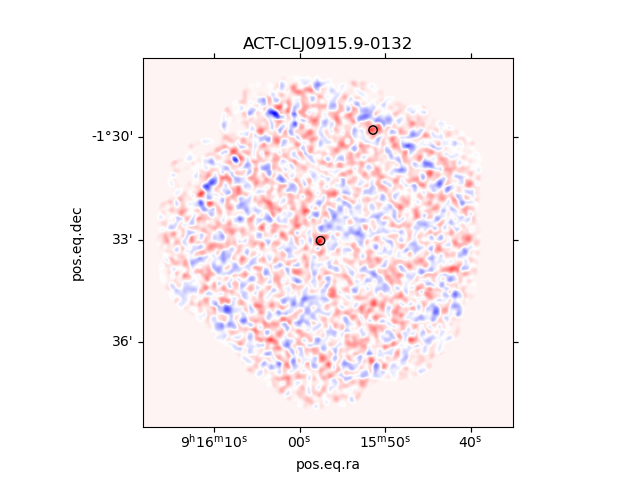 ACT-CLJ0915.9-0132
-1°30'
33'
36'
pos.eq.dec
9ʰ16ᵐ10ˢ 00ˢ 15ᵐ50ˢ 40ˢ
pos.eq.ra